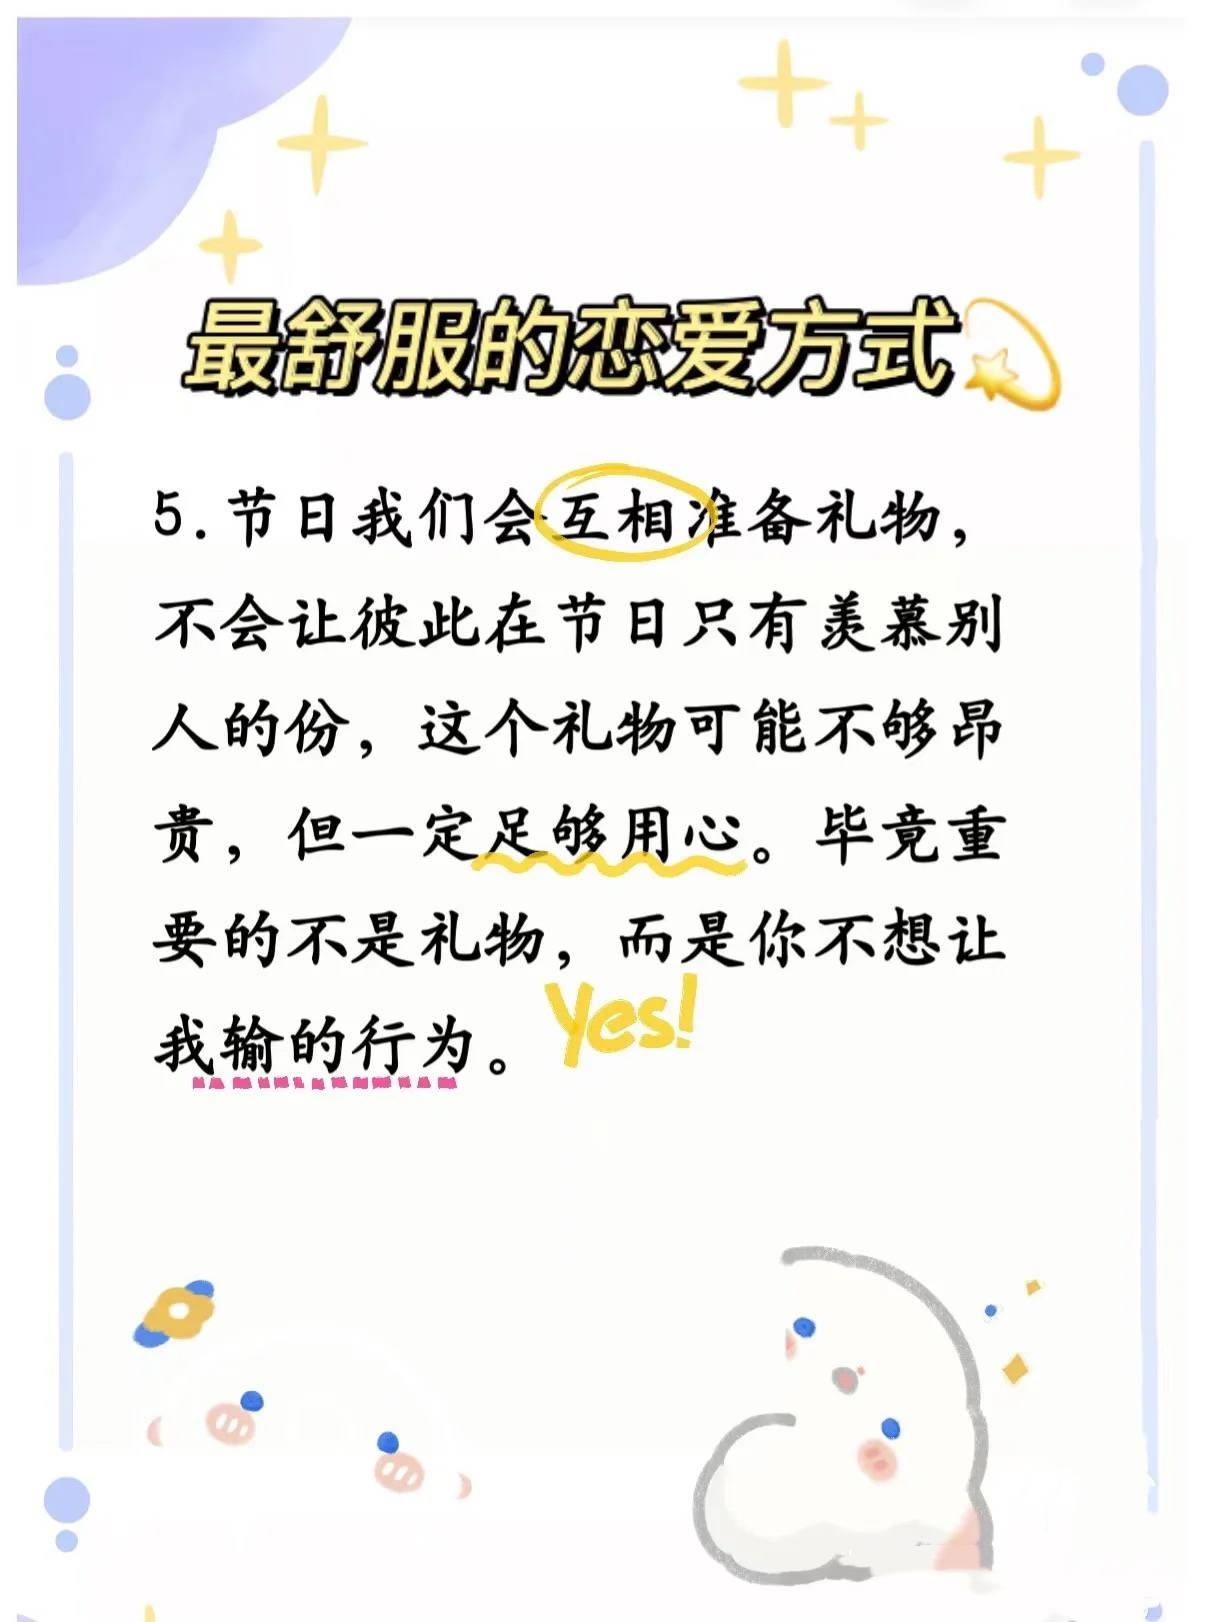 最舒服的恋爱方式
5.节日我们会互相准备礼物，
不会让彼此在节日只有羡慕别
人的份，这个礼物可能不够昂
贵，但一定足够用心。毕竟重
要的不是礼物，而是你不想让
我输的行为。
Yes!